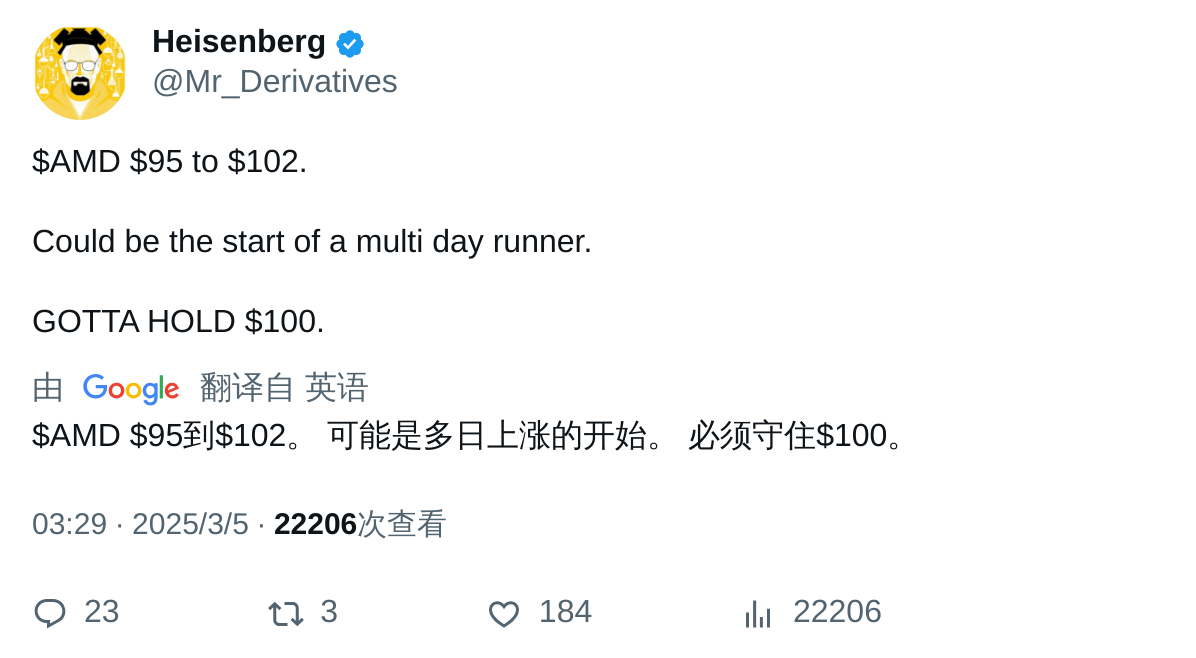 Heisenberg
@Mr_Derivatives
$AMD $95 to $102.
Could be the start of a multi day runner.
GOTTA HOLD $100.
由 Google 翻译自 英语
$AMD $95到$102。 可能是多日上涨的开始。 必须守住$100。
03:29 · 2025/3/5 · 22206次查看
23 3 184 22206